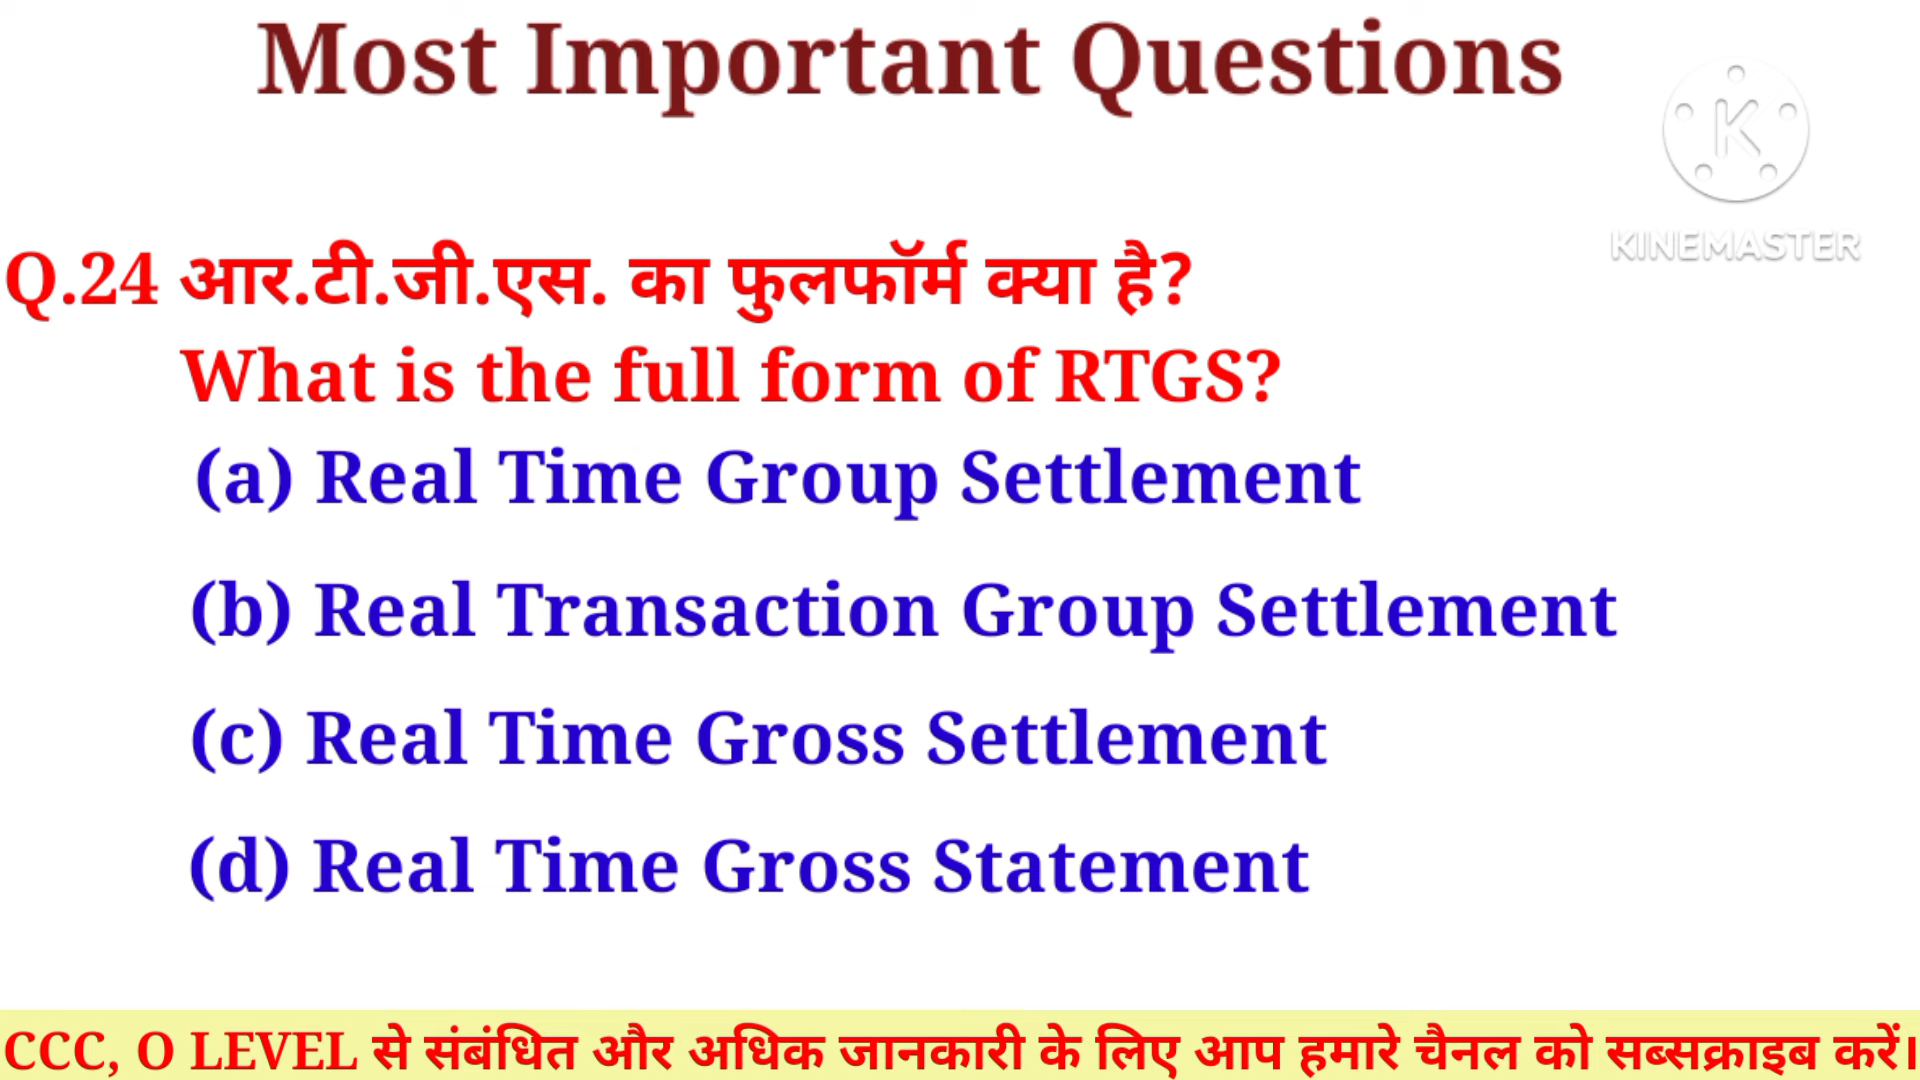 Most Important Questions
KINEMASTER
Q.24 आर.टी.जी.एस. का फुलफॉर्म क्या है?
What is the full form of RTGS?
(a) Real Time Group Settlement
(b) Real Transaction Group Settlement
(c) Real Time Gross Settlement
(d) Real Time Gross Statement
CCC, O LEVEL से संबंधित और अधिक जानकारी के लिए आप हमारे चैनल को सब्सक्राइब करें।